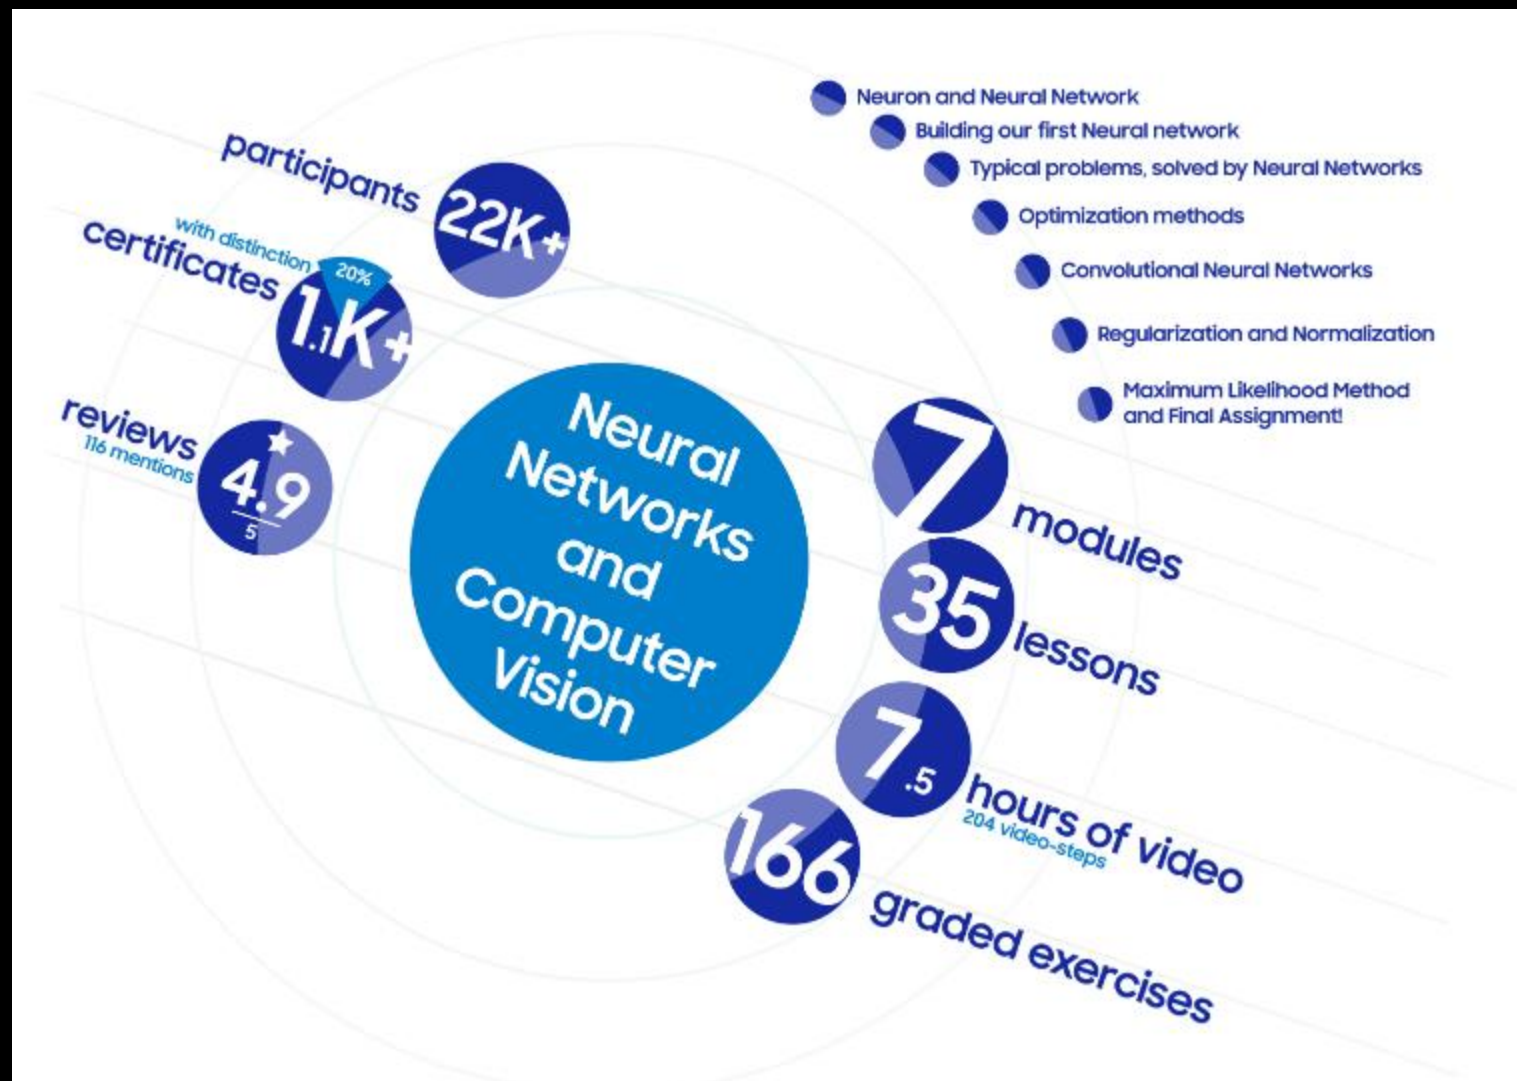 participants
22K+
with distinction
certificates
20%
1.1K+
reviews
116 mentions
4.9
5
Neural
Networks
and
Computer
Vision
Neuron and Neural Network
Building our first Neural network
Typical problems, solved by Neural Networks
Optimization methods
Convolutional Neural Networks
Regularization and Normalization
Maximum Likelihood Method
and Final Assignment!
7
modules
35
lessons
7.5
hours of video
204 video-steps
166
graded exercises